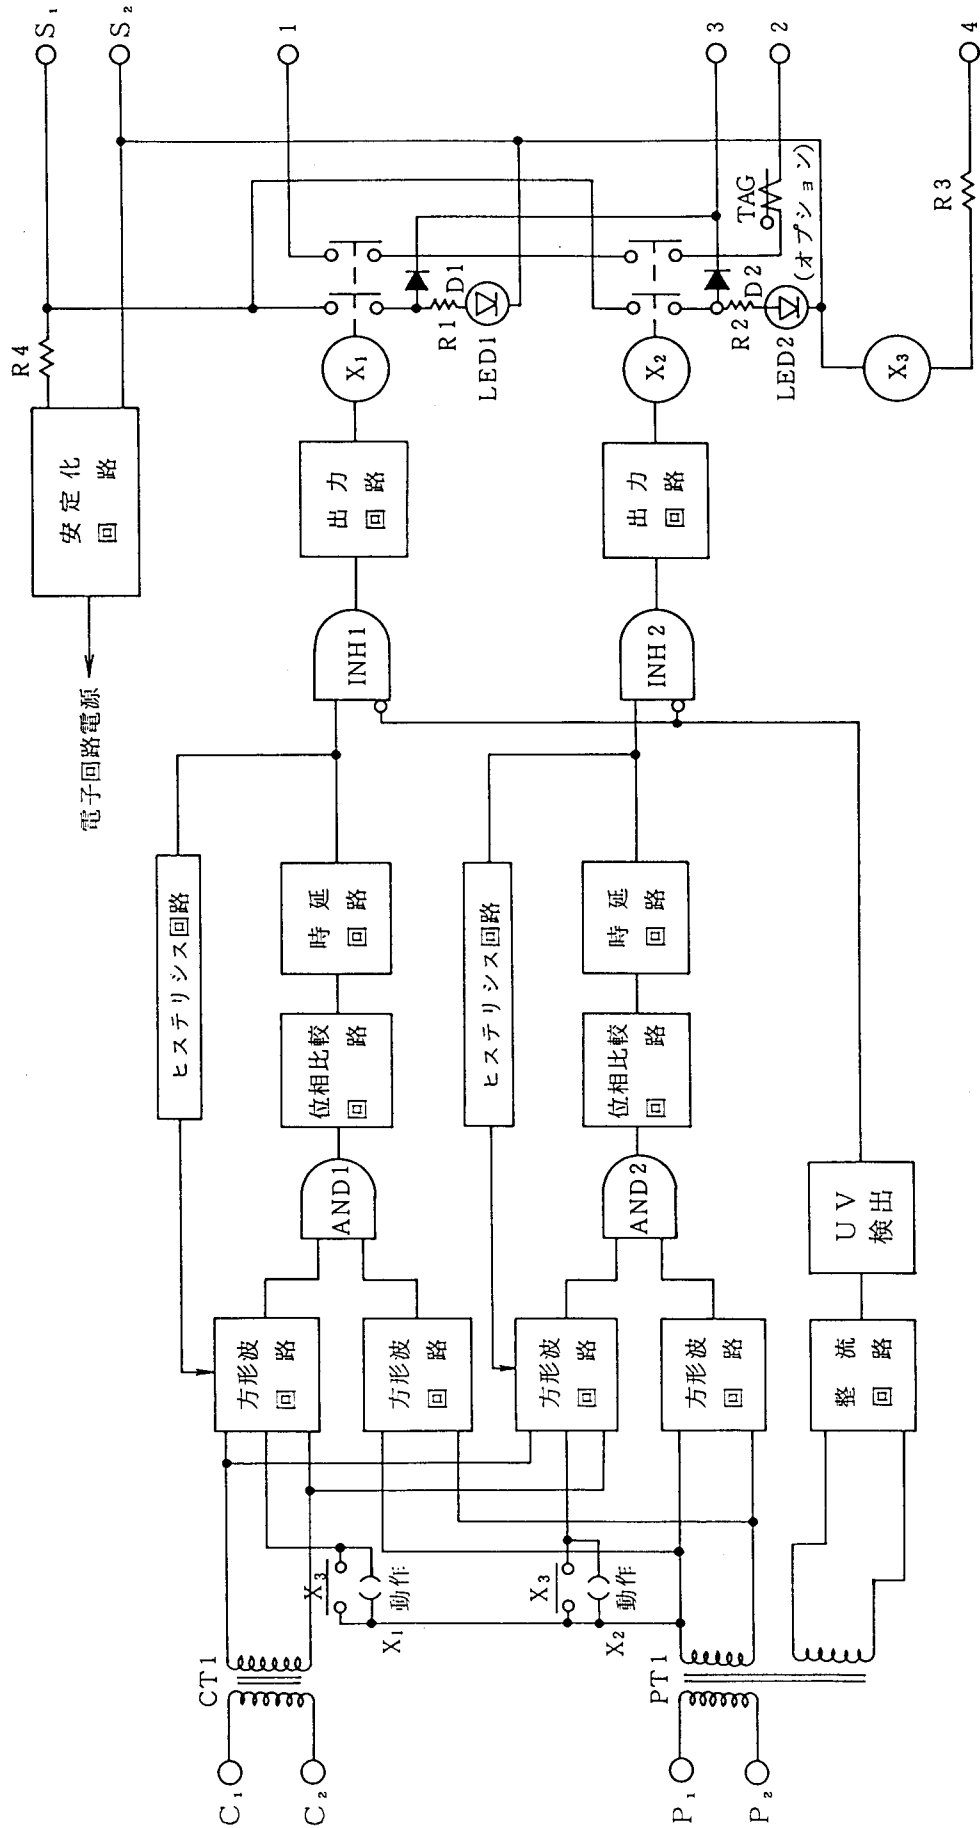 C₁
C₂
P₁
P₂
CT1
PT1
X₃
動作
X₁
X₃
動作
X₂
方形波
回路
方形波
回路
方形波
回路
方形波
回路
整流
回路
UV
検出
AND1
AND2
位相比較
回路
位相比較
回路
時延
回路
時延
回路
ヒステリシス回路
ヒステリシス回路
INH1
INH2
出力
回路
出力
回路
電子回路電源
安定化
回路
R4
X₁
X₂
X₃
R1
D1
LED1
R2
D2
LED2
TAG
(オプション)
R3
S₁
S₂
1
3
2
4